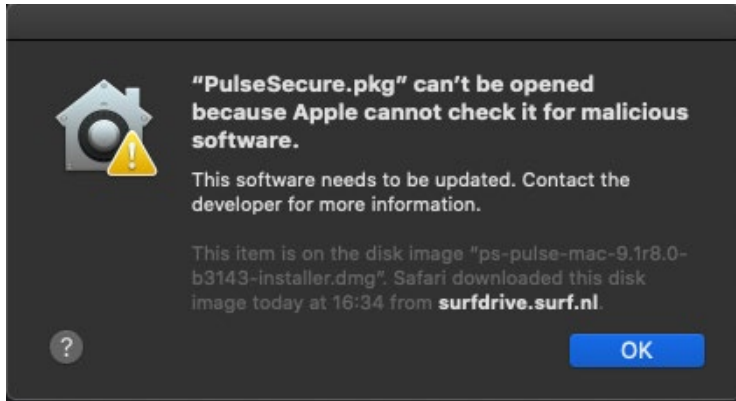 “PulseSecure.pkg” can’t be opened
because Apple cannot check it for malicious
software.
This software needs to be updated. Contact the
developer for more information.
This item is on the disk image “ps-pulse-mac-9.1r8.0-
b3143-installer.dmg”. Safari downloaded this disk
image today at 16:34 from surfdrive.surf.nl.
?
OK